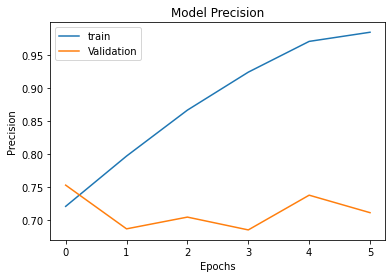 Model Precision
train
Validation
Precision
0.95
0.90
0.85
0.80
0.75
0.70
0 1 2 3 4 5
Epochs